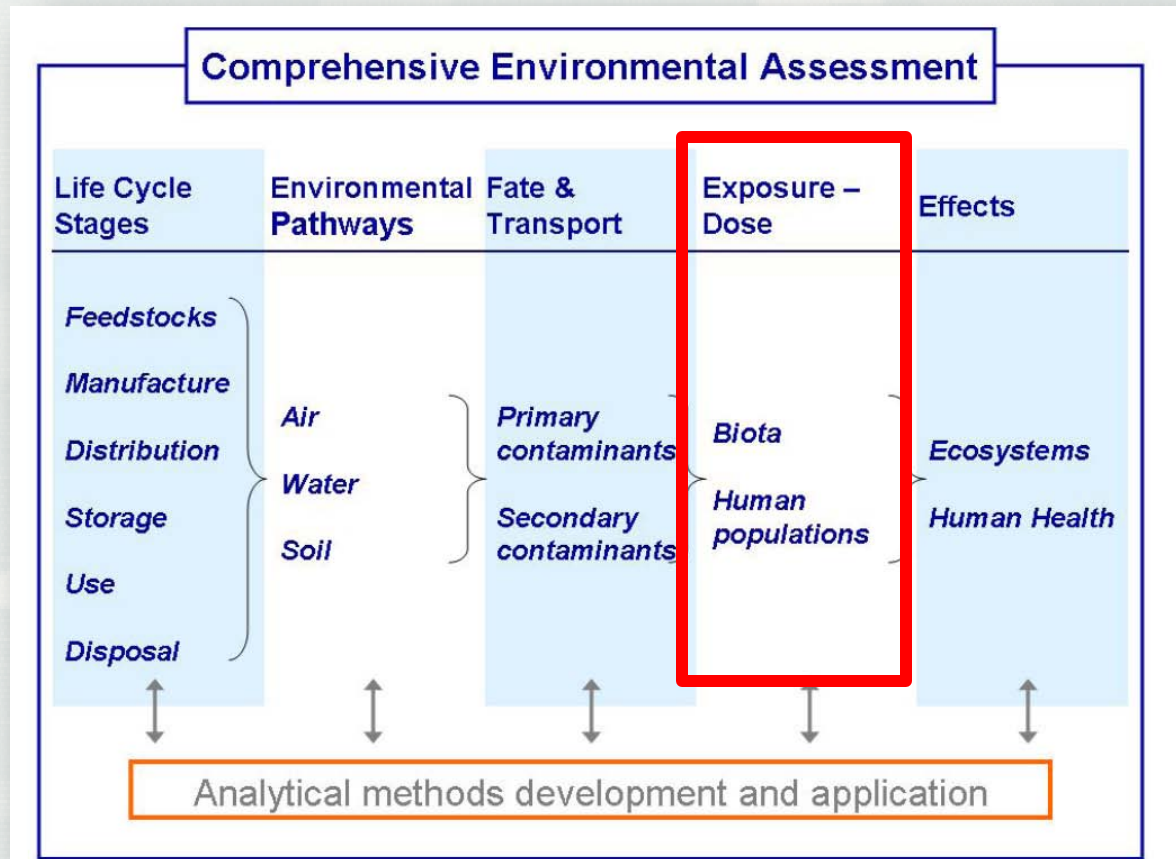 Comprehensive Environmental Assessment
Life Cycle
Stages
Environmental
Pathways
Fate &
Transport
Exposure –
Dose
Effects
Feedstocks
Manufacture
Distribution
Storage
Use
Disposal
Air
Water
Soil
Primary
contaminants
Secondary
contaminants
Biota
Human
populations
Ecosystems
Human Health
Analytical methods development and application